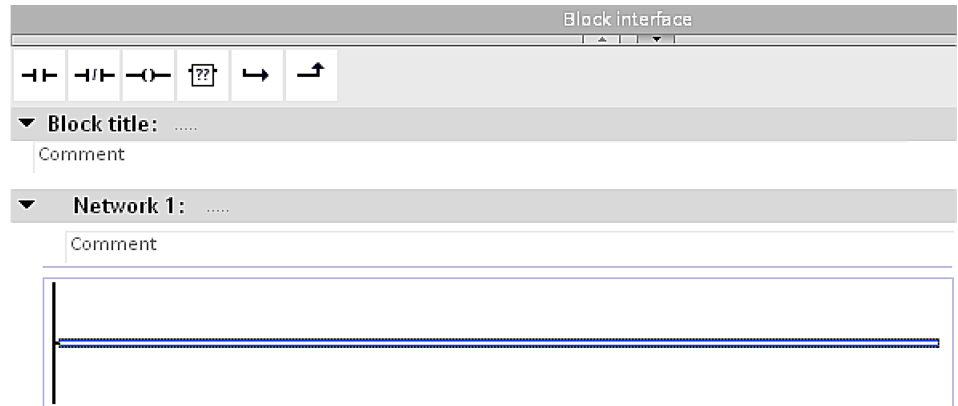 Block interface
??
Block title: .....
Comment
Network 1: .....
Comment